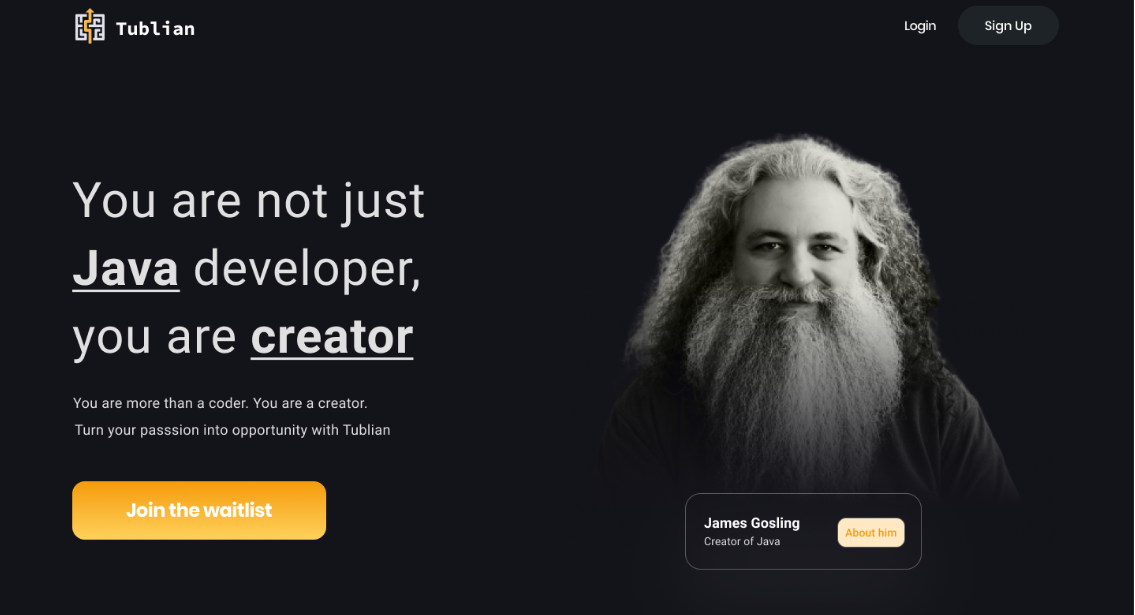 Tublian
Login
Sign Up
You are not just
Java developer,
you are creator
You are more than a coder. You are a creator.
Turn your passsion into opportunity with Tublian
Join the waitlist
James Gosling
Creator of Java
About him